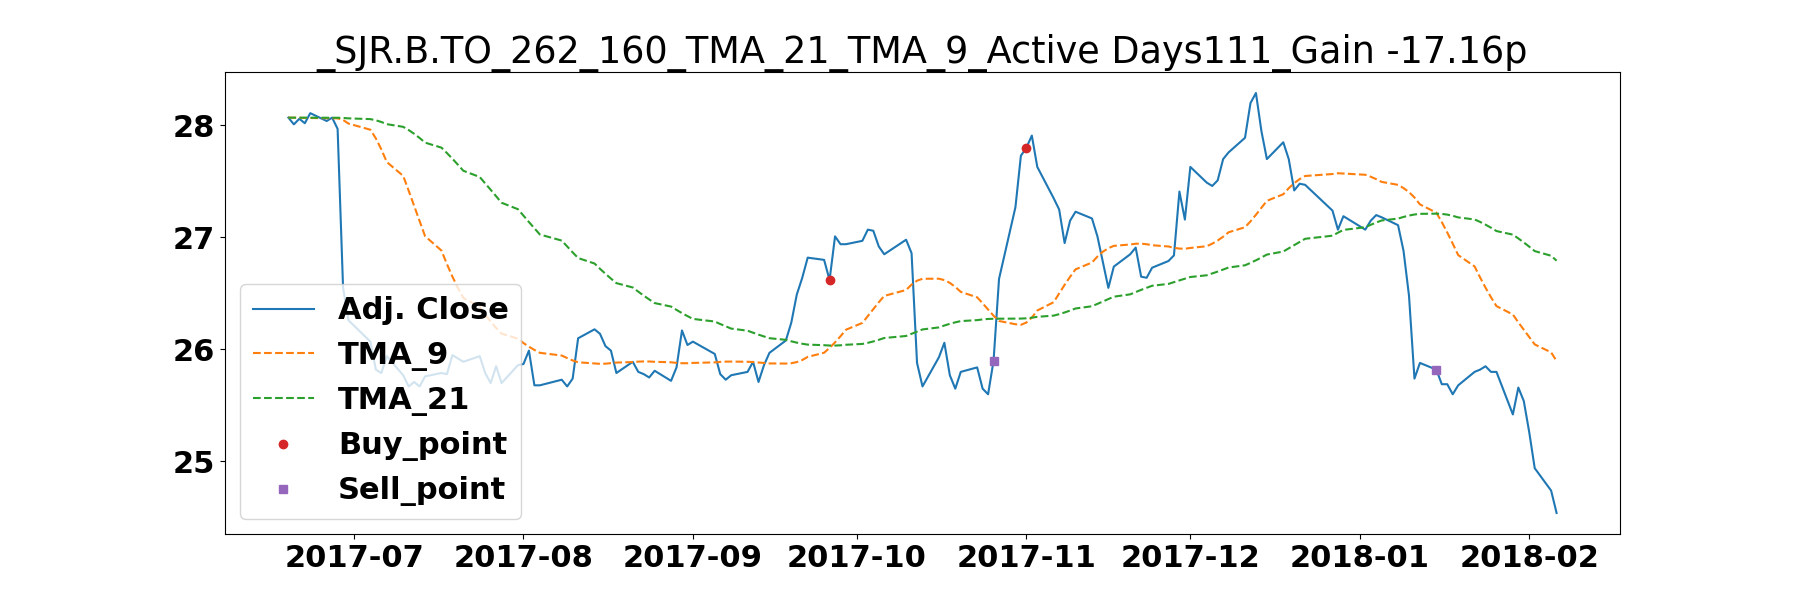 _SJR.B.TO_262_160_TMA_21_TMA_9_Active Days111_Gain -17.16p
28
27
26
25
Adj. Close
TMA_9
TMA_21
Buy_point
Sell_point
2017-07 2017-08 2017-09 2017-10 2017-11 2017-12 2018-01 2018-02